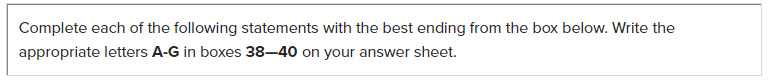 Complete each of the following statements with the best ending from the box below. Write the
appropriate letters A-G in boxes 38—40 on your answer sheet.